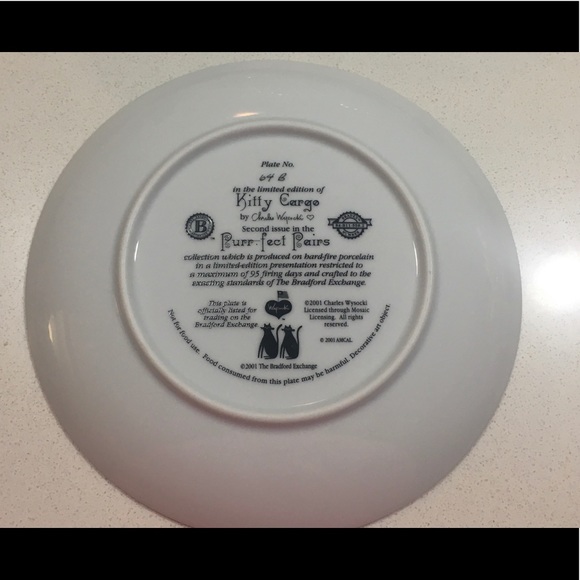 Plate No.
64 B
in the limited edition of
Kitty Cargo
by Charles Wysocki
B
Second issue in the
Purr-fect Pairs
collection which is produced on hard-fire porcelain
in a limited-edition presentation restricted to
a maximum of 95 firing days and crafted to the
exacting standards of The Bradford Exchange.
This plate is
officially listed for
trading on the
Bradford Exchange
Wysocki
©2001 Charles Wysocki
Licensed through Mosaic
Licensing. All rights
reserved.
© 2001 AMCAL
©2001 The Bradford Exchange
Not for food use. Food consumed from this plate may be harmful. Decorative art object.